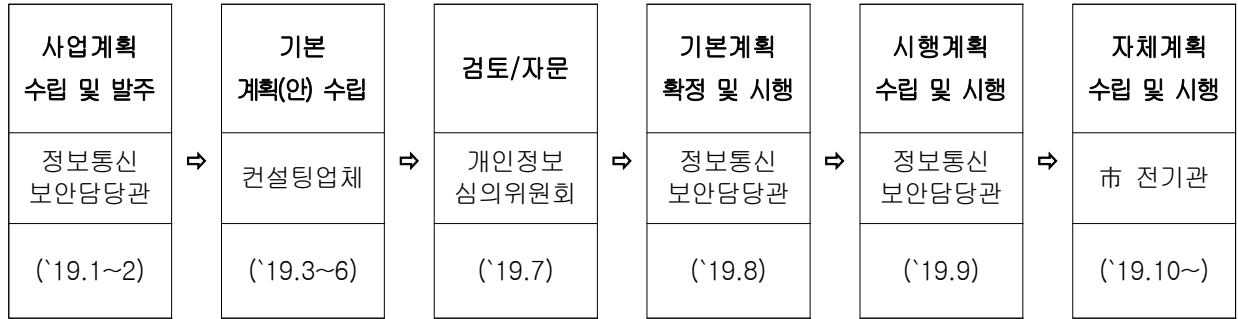 사업계획
수립 및 발주
정보통신
보안담당관
(`19.1~2)
⇨
기본
계획(안) 수립
컨설팅업체
(`19.3~6)
⇨
검토/자문
개인정보
심의위원회
(`19.7)
⇨
기본계획
확정 및 시행
정보통신
보안담당관
(`19.8)
⇨
시행계획
수립 및 시행
정보통신
보안담당관
(`19.9)
⇨
자체계획
수립 및 시행
市 전기관
(`19.10~)